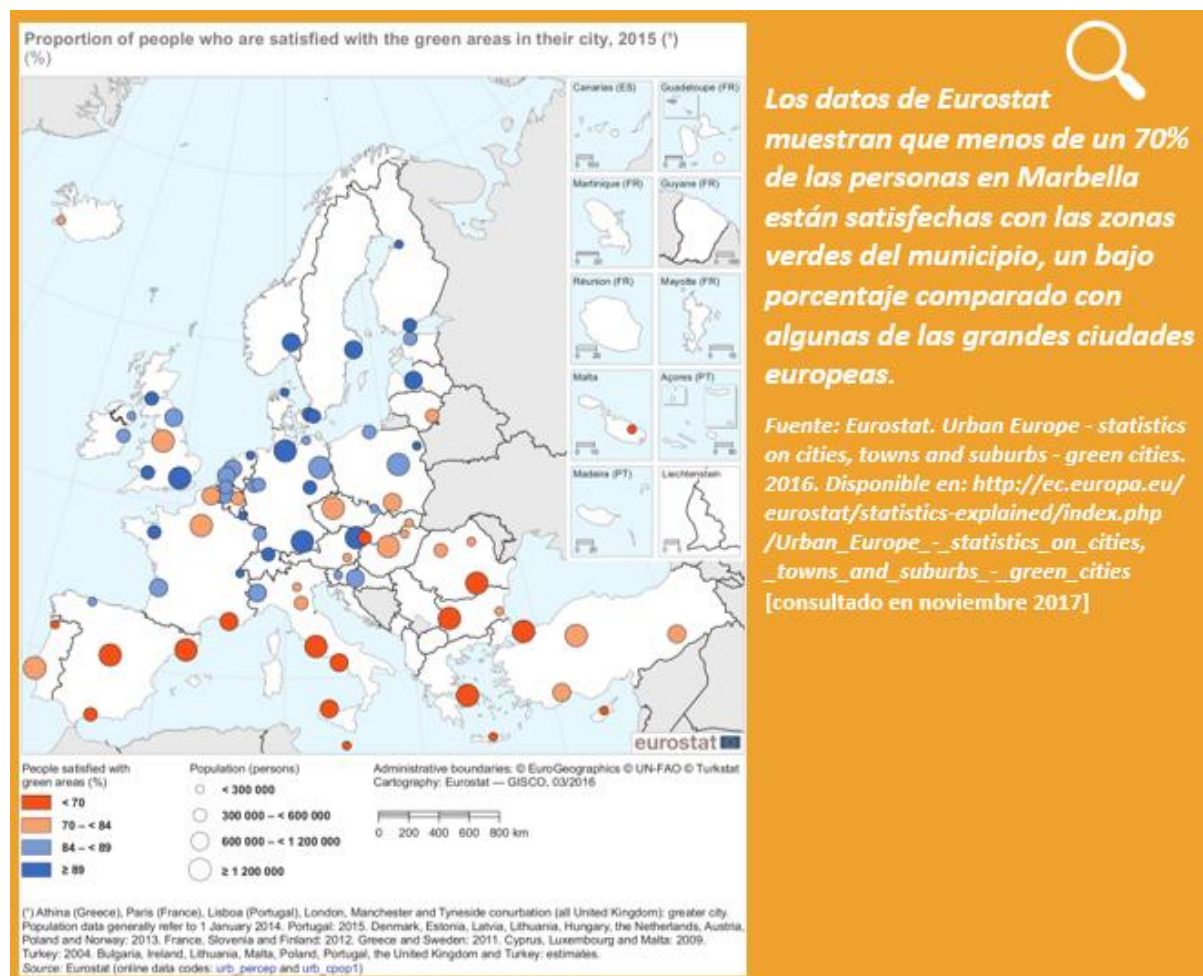 Proportion of people who are satisfied with the green areas in their city, 2015 (¹)
(%)
Canarias (ES)
Guadeloupe (FR)
Martinique (FR)
Guyane (FR)
Réunion (FR)
Mayotte (FR)
Malta
Açores (PT)
Madeira (PT)
Liechtenstein
eurostat
People satisfied with
green areas (%)
< 70
70 – < 84
84 – < 89
≥ 89
Population (persons)
< 300 000
300 000 – < 600 000
600 000 – < 1 200 000
≥ 1 200 000
Administrative boundaries: © EuroGeographics © UN-FAO © Turkstat
Cartography: Eurostat — GISCO, 03/2016
0 200 400 600 800 km
(¹) Athina (Greece), Paris (France), Lisboa (Portugal), London, Manchester and Tyneside conurbation (all United Kingdom): greater city.
Population data generally refer to 1 January 2014. Portugal: 2015. Denmark, Estonia, Latvia, Lithuania, Hungary, the Netherlands, Austria,
Poland and Norway: 2013. France, Slovenia and Finland: 2012. Greece and Sweden: 2011. Cyprus, Luxembourg and Malta: 2009.
Turkey: 2004. Bulgaria, Ireland, Lithuania, Malta, Poland, Portugal, the United Kingdom and Turkey: estimates.
Source: Eurostat (online data codes: urb_percep and urb_cpop1)
Los datos de Eurostat
muestran que menos de un 70%
de las personas en Marbella
están satisfechas con las zonas
verdes del municipio, un bajo
porcentaje comparado con
algunas de las grandes ciudades
europeas.
Fuente: Eurostat. Urban Europe - statistics
on cities, towns and suburbs - green cities.
2016. Disponible en: http://ec.europa.eu/
eurostat/statistics-explained/index.php
/Urban_Europe_-_statistics_on_cities,
_towns_and_suburbs_-_green_cities
[consultado en noviembre 2017]